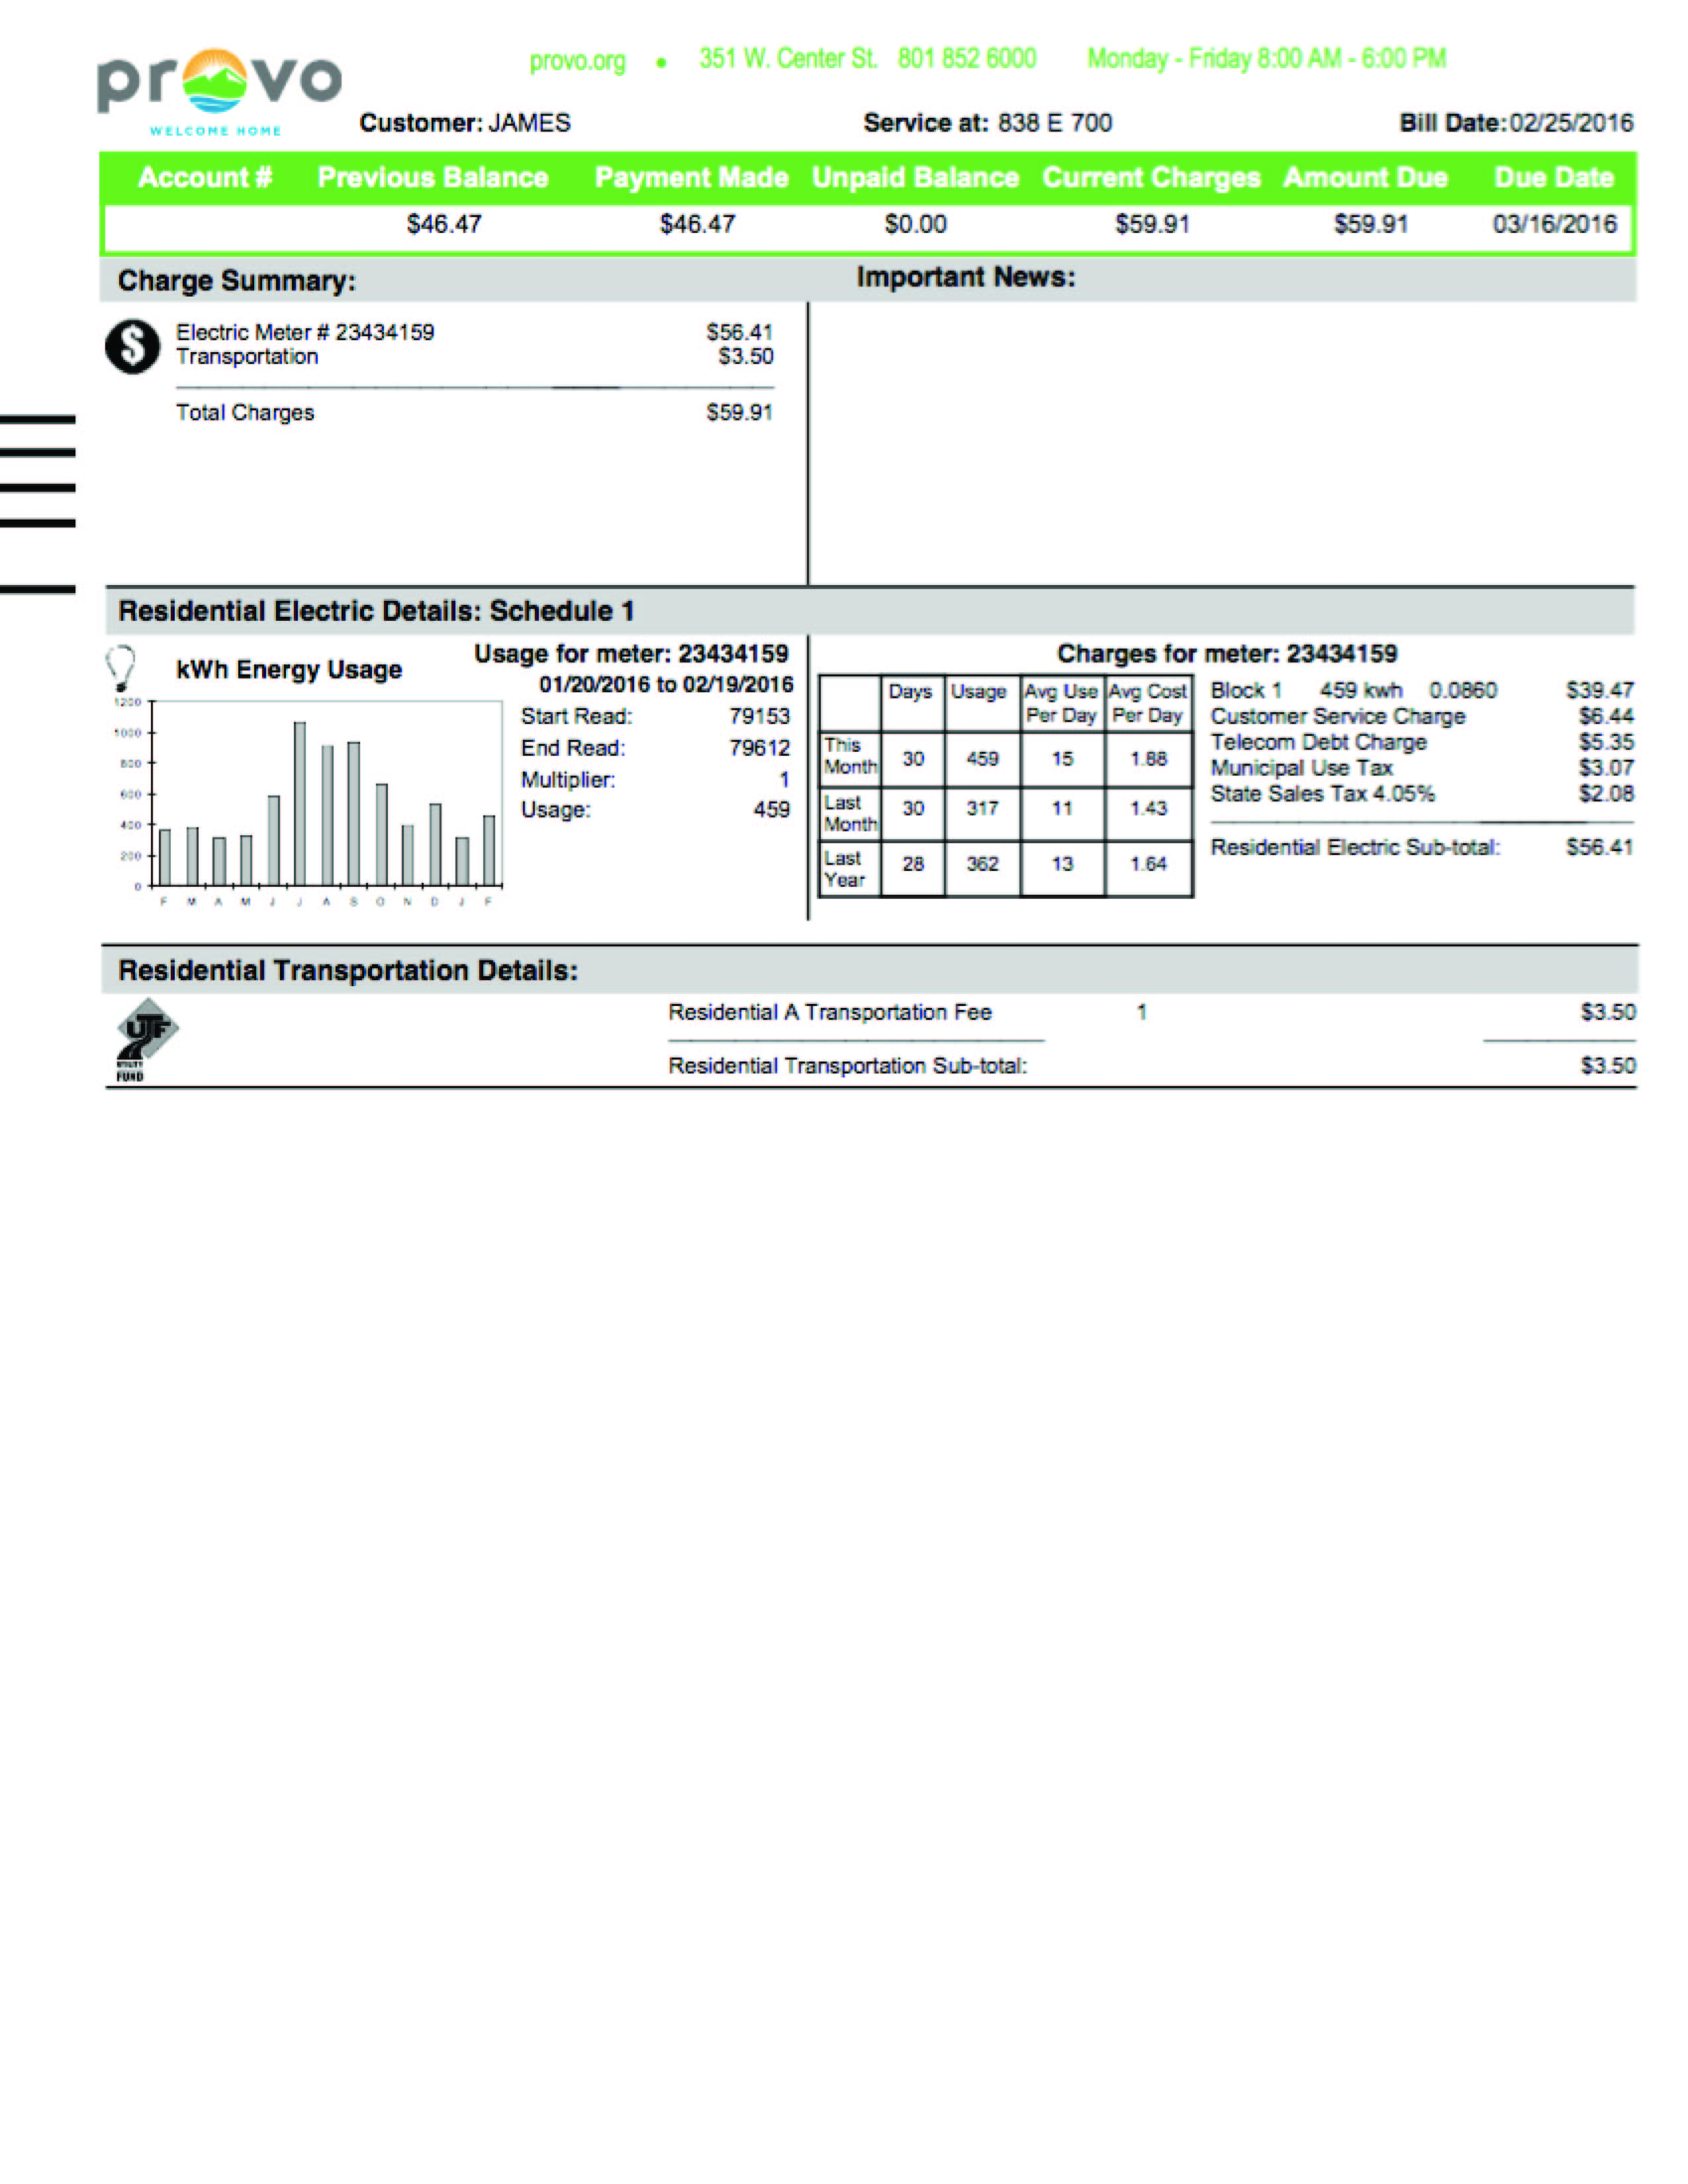 provo
WELCOME HOME
provo.org • 351 W. Center St. 801 852 6000 Monday - Friday 8:00 AM - 6:00 PM
Customer: JAMES Service at: 838 E 700 Bill Date: 02/25/2016
Account # Previous Balance Payment Made Unpaid Balance Current Charges Amount Due Due Date
$46.47 $46.47 $0.00 $59.91 $59.91 03/16/2016
Charge Summary:
$
Electric Meter # 23434159 $56.41
Transportation $3.50
Total Charges $59.91
Important News:
Residential Electric Details: Schedule 1
kWh Energy Usage
1200
1000
800
600
400
200
0
F M A M J J A S O N D J F
Usage for meter: 23434159
01/20/2016 to 02/19/2016
Start Read: 79153
End Read: 79612
Multiplier: 1
Usage: 459
Charges for meter: 23434159
Days Usage Avg Use Per Day Avg Cost Per Day
This Month 30 459 15 1.88
Last Month 30 317 11 1.43
Last Year 28 362 13 1.64
Block 1 459 kwh 0.0860 $39.47
Customer Service Charge $6.44
Telecom Debt Charge $5.35
Municipal Use Tax $3.07
State Sales Tax 4.05% $2.08
Residential Electric Sub-total: $56.41
Residential Transportation Details:
UTF
UTILITY
FUND
Residential A Transportation Fee 1 $3.50
Residential Transportation Sub-total: $3.50